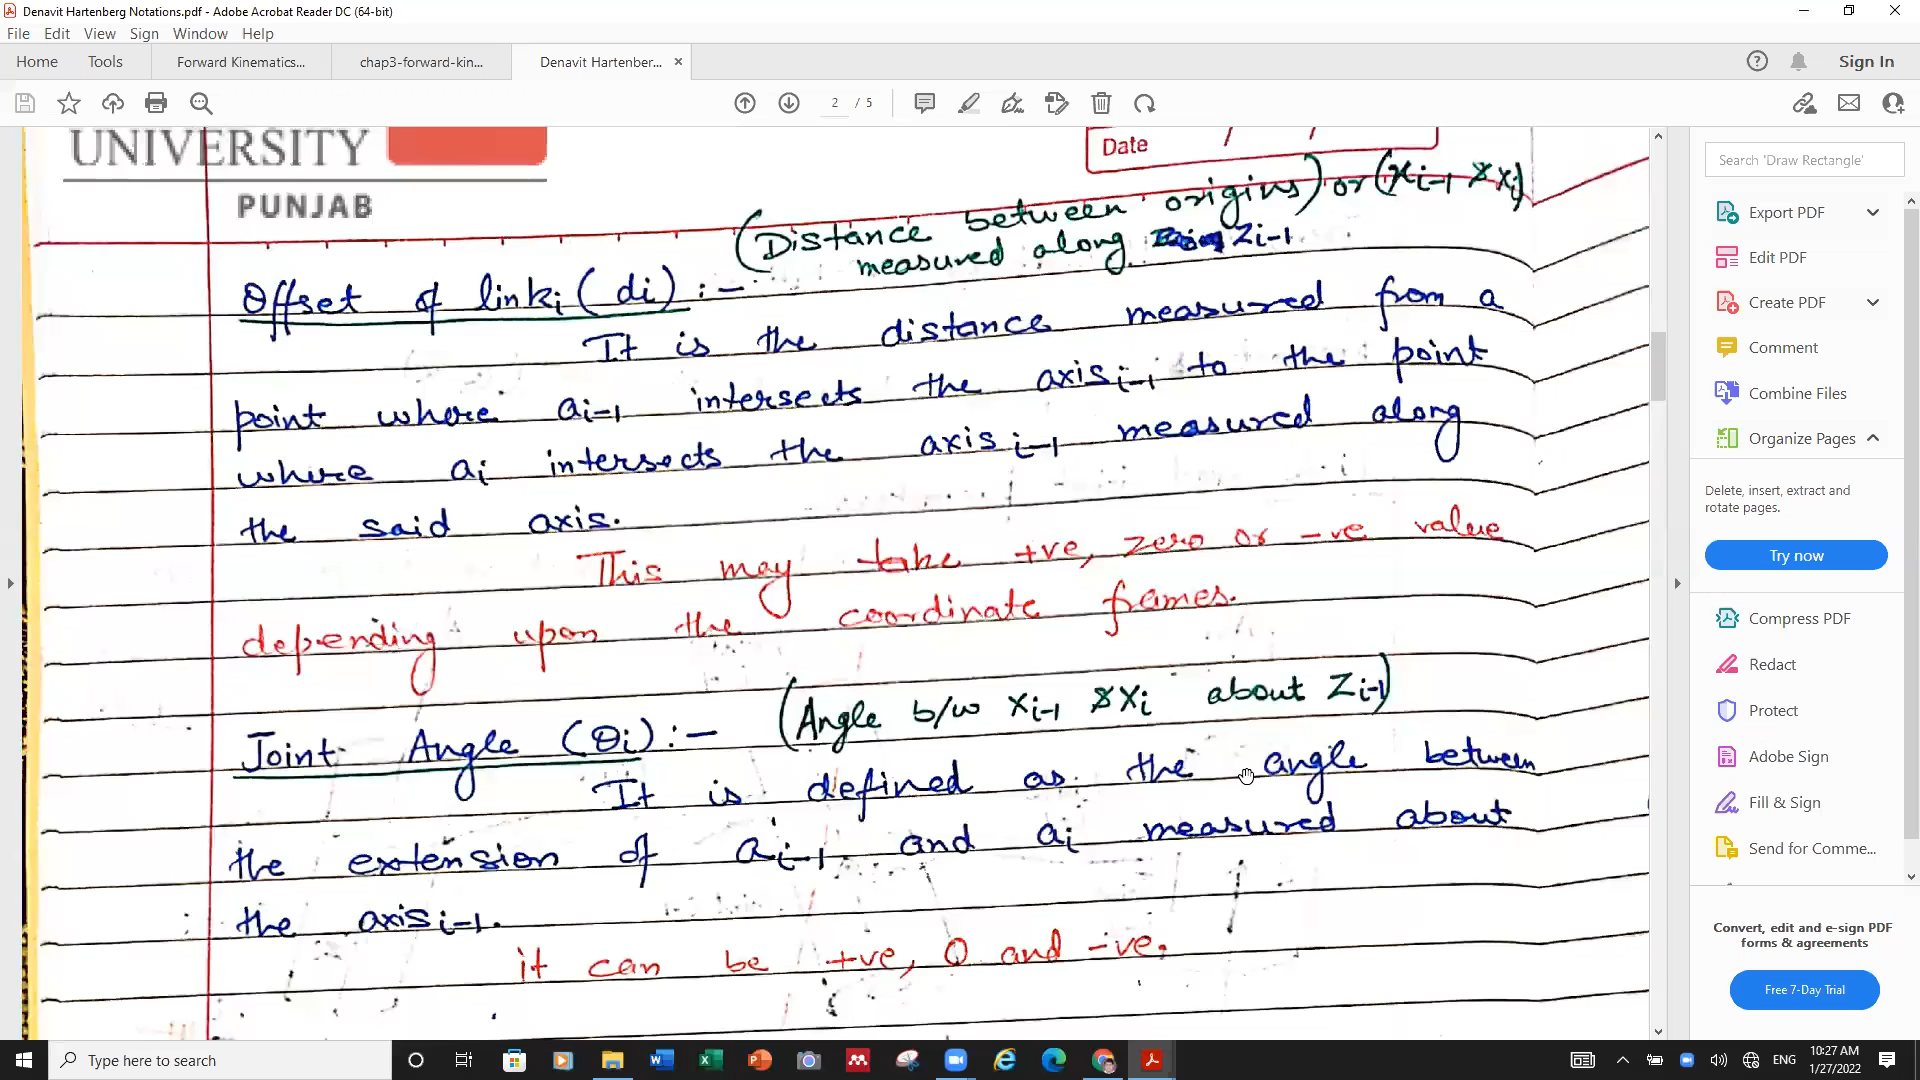 Denavit Hartenberg Notations.pdf - Adobe Acrobat Reader DC (64-bit)
File Edit View Sign Window Help
Home Tools Forward Kinematics... chap3-forward-kin... Denavit Hartenber... ×
Sign In
2 / 5
Search 'Draw Rectangle'
Export PDF
Edit PDF
Create PDF
Comment
Combine Files
Organize Pages
Delete, insert, extract and
rotate pages.
Try now
Compress PDF
Redact
Protect
Adobe Sign
Fill & Sign
Send for Comme...
Convert, edit and e-sign PDF
forms & agreements
Free 7-Day Trial
UNIVERSITY
PUNJAB
Date / /
(Distance between origins) or (Xi-1 & Xi)
measured along Zi-1
Offset of linki (di) :-
It is the distance measured from a
point where ai-1 intersects the axisi-1 to the point
where ai intersects the axisi-1 measured along
the said axis.
This may take +ve, zero or -ve value
depending upon the coordinate frames.
Joint Angle (θi) :- (Angle b/w Xi-1 & Xi about Zi-1)
It is defined as the angle between
the extension of ai-1 and ai measured about
the axisi-1.
it can be +ve, 0 and -ve.
Type here to search
ENG
10:27 AM
1/27/2022